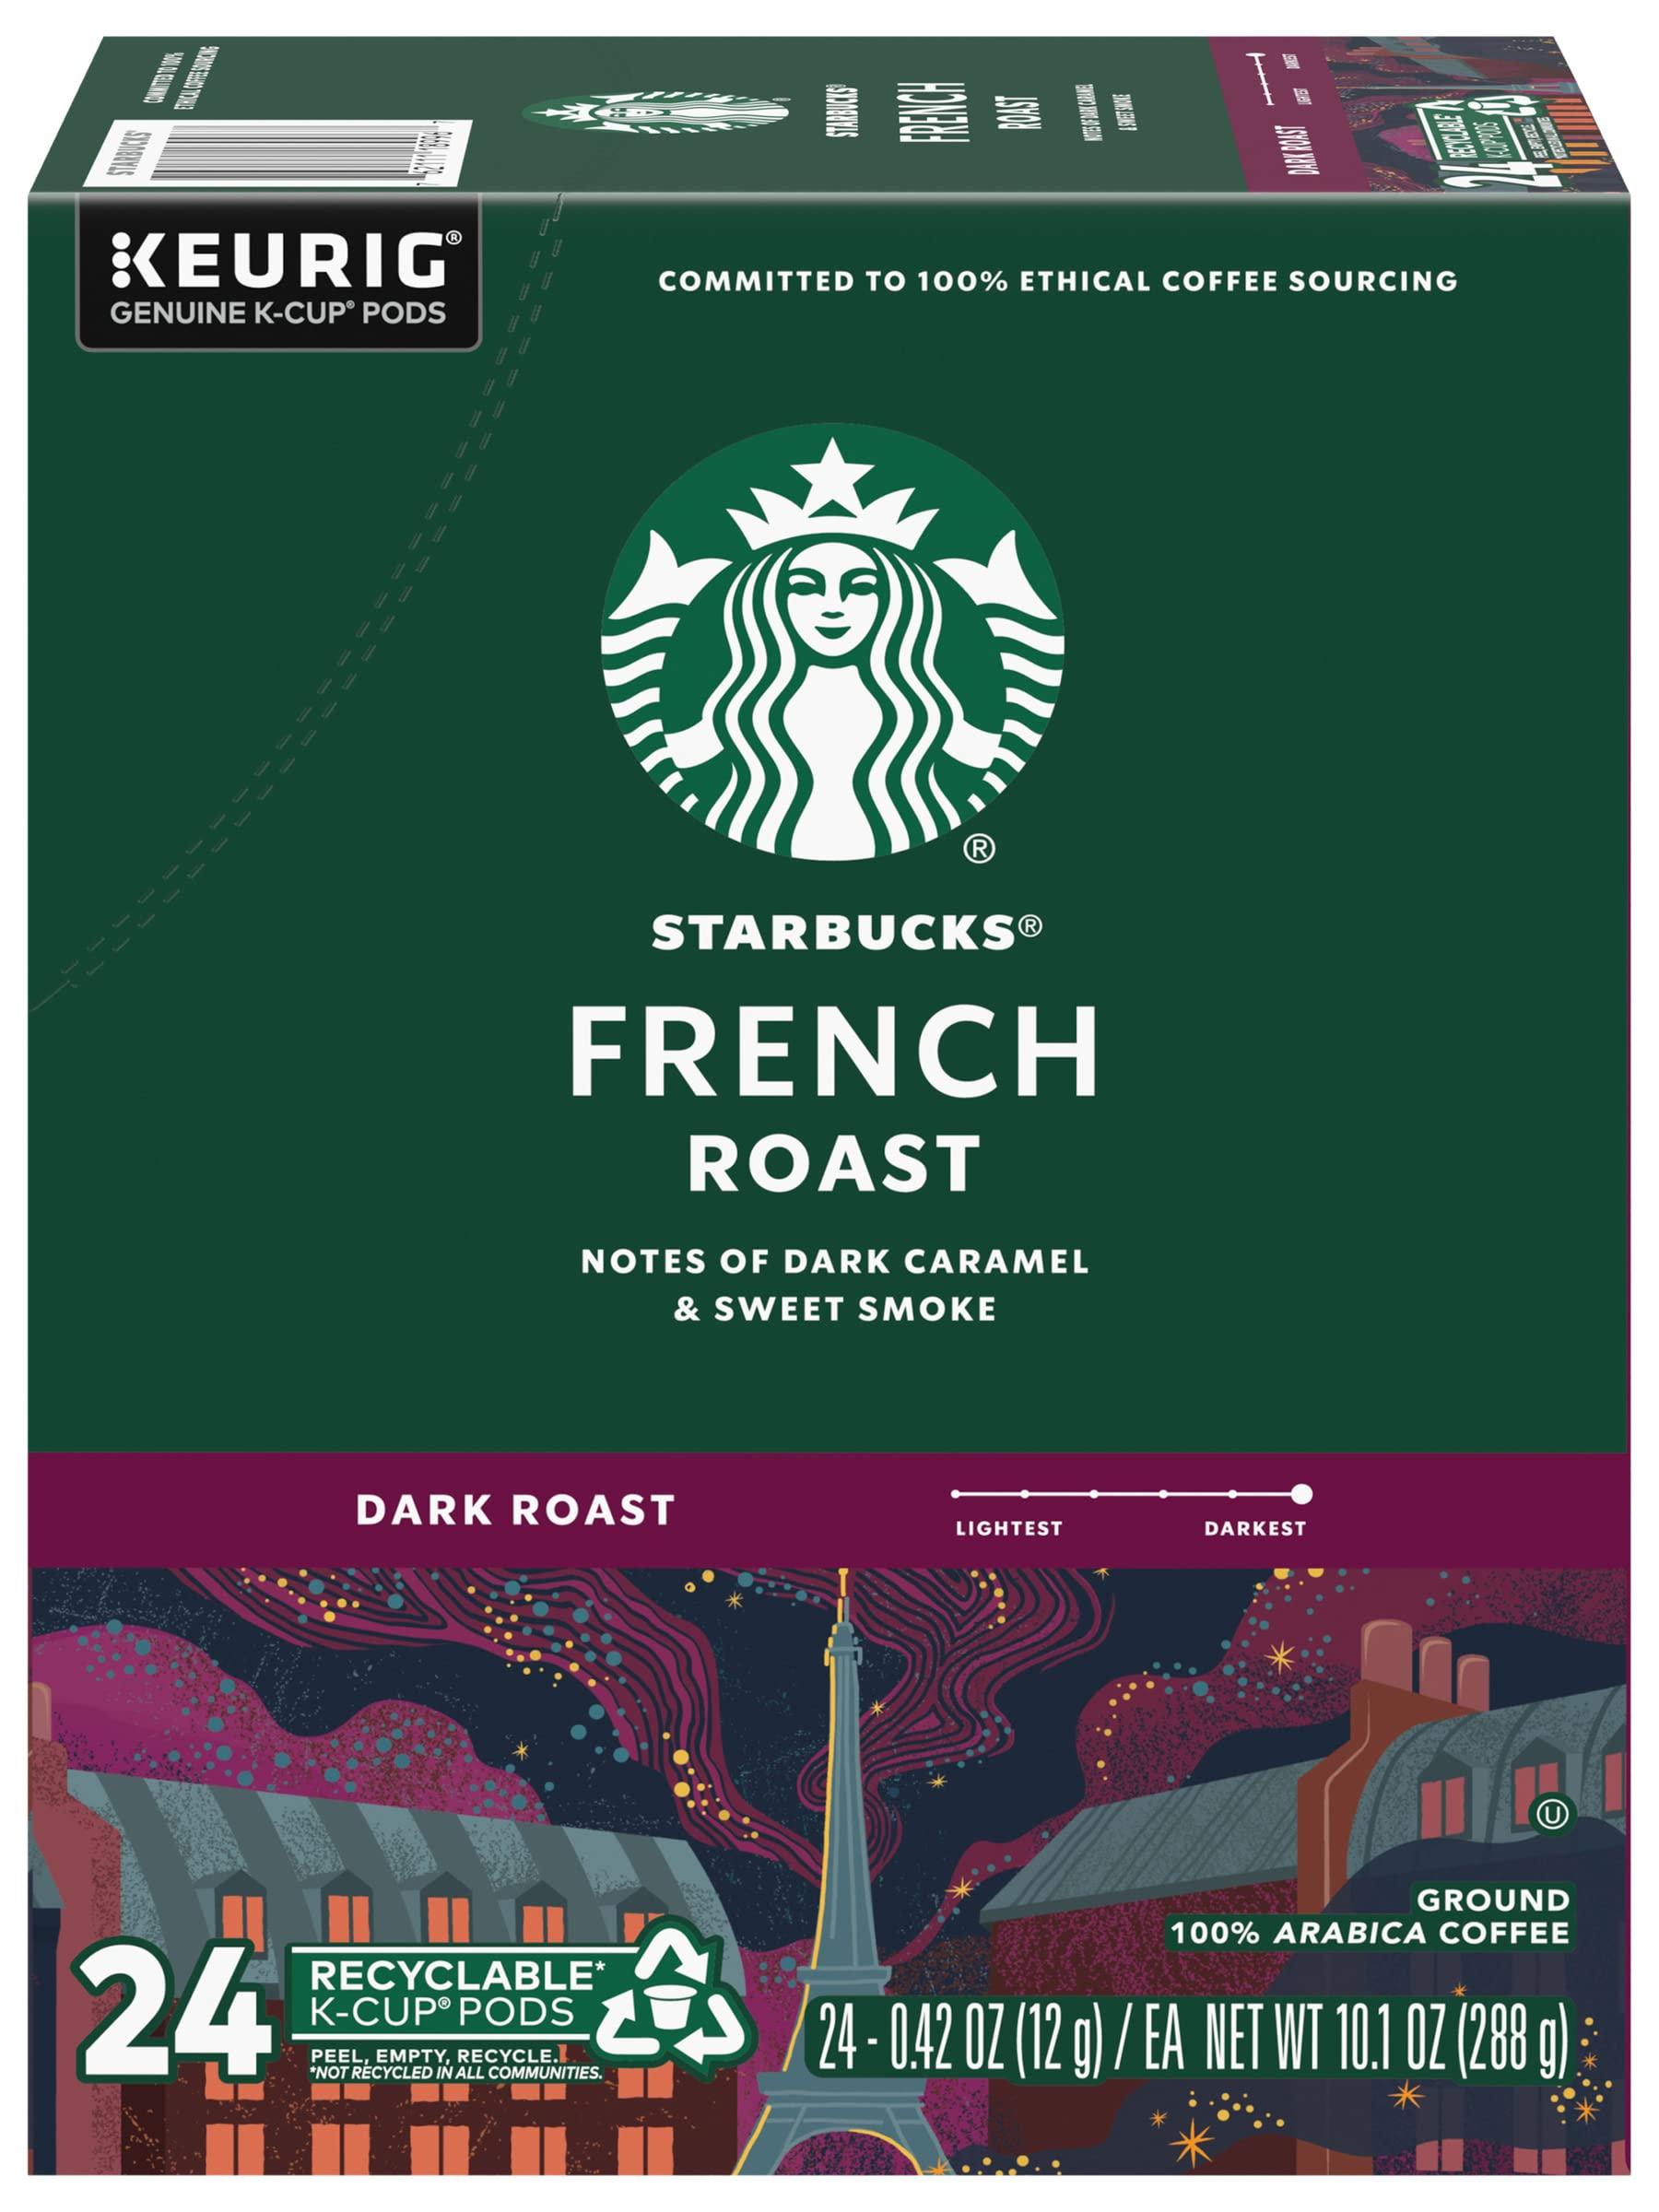 COMMITTED TO 100%
ETHICAL COFFEE SOURCING
STARBUCKS®
STARBUCKS®
FRENCH
ROAST
NOTES OF DARK CARAMEL
& SWEET SMOKE
DARK ROAST
LIGHTEST
DARKEST
24
RECYCLABLE*
K-CUP® PODS
KEURIG®
GENUINE K-CUP® PODS
COMMITTED TO 100% ETHICAL COFFEE SOURCING
®
STARBUCKS®
FRENCH
ROAST
NOTES OF DARK CARAMEL
& SWEET SMOKE
DARK ROAST
LIGHTEST DARKEST
U
GROUND
100% ARABICA COFFEE
24
RECYCLABLE*
K-CUP® PODS
PEEL, EMPTY, RECYCLE.
*NOT RECYCLED IN ALL COMMUNITIES.
24 - 0.42 OZ (12 g) / EA NET WT 10.1 OZ (288 g)